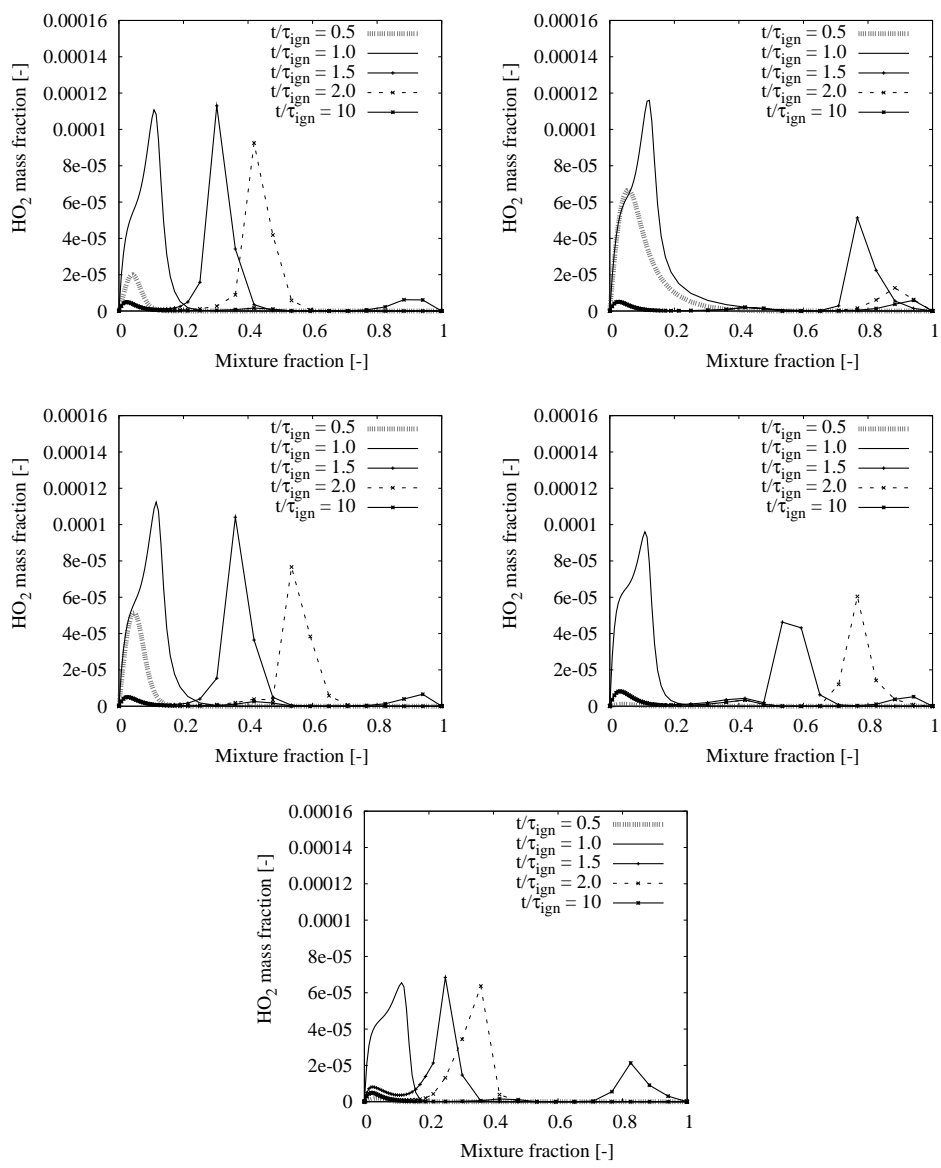 0.00016
0.00014
0.00012
0.0001
8e-05
6e-05
4e-05
2e-05
0
0 0.2 0.4 0.6 0.8 1
HO2 mass fraction [-]
Mixture fraction [-]
t/τign = 0.5
t/τign = 1.0
t/τign = 1.5
t/τign = 2.0
t/τign = 10
0.00016
0.00014
0.00012
0.0001
8e-05
6e-05
4e-05
2e-05
0
0 0.2 0.4 0.6 0.8 1
HO2 mass fraction [-]
Mixture fraction [-]
t/τign = 0.5
t/τign = 1.0
t/τign = 1.5
t/τign = 2.0
t/τign = 10
0.00016
0.00014
0.00012
0.0001
8e-05
6e-05
4e-05
2e-05
0
0 0.2 0.4 0.6 0.8 1
HO2 mass fraction [-]
Mixture fraction [-]
t/τign = 0.5
t/τign = 1.0
t/τign = 1.5
t/τign = 2.0
t/τign = 10
0.00016
0.00014
0.00012
0.0001
8e-05
6e-05
4e-05
2e-05
0
0 0.2 0.4 0.6 0.8 1
HO2 mass fraction [-]
Mixture fraction [-]
t/τign = 0.5
t/τign = 1.0
t/τign = 1.5
t/τign = 2.0
t/τign = 10
0.00016
0.00014
0.00012
0.0001
8e-05
6e-05
4e-05
2e-05
0
0 0.2 0.4 0.6 0.8 1
HO2 mass fraction [-]
Mixture fraction [-]
t/τign = 0.5
t/τign = 1.0
t/τign = 1.5
t/τign = 2.0
t/τign = 10